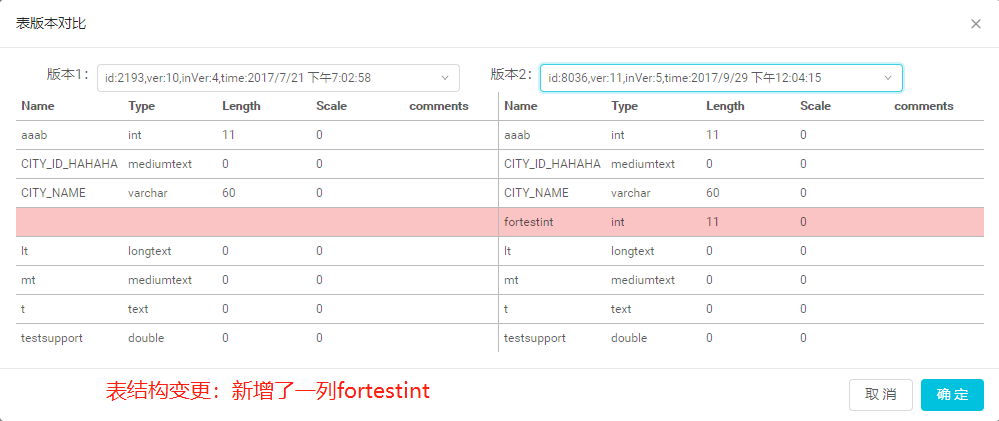 表版本对比
版本1: id:2193,ver:10,inVer:4,time:2017/7/21 下午7:02:58 版本2: id:8036,ver:11,inVer:5,time:2017/9/29 下午12:04:15
Name Type Length Scale comments Name Type Length Scale comments
aaab int 11 0 aaab int 11 0
CITY_ID_HAHAHA mediumtext 0 0 CITY_ID_HAHAHA mediumtext 0 0
CITY_NAME varchar 60 0 CITY_NAME varchar 60 0
fortestint int 11 0
lt longtext 0 0 lt longtext 0 0
mt mediumtext 0 0 mt mediumtext 0 0
t text 0 0 t text 0 0
testsupport double 0 0 testsupport double 0 0
表结构变更：新增了一列fortestint
取消 确定